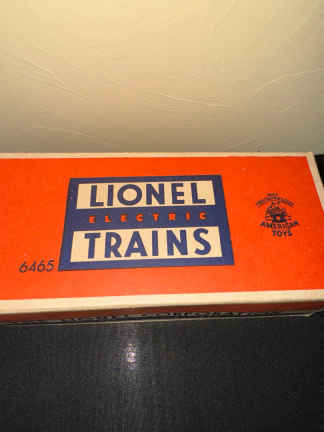 LIONEL
ELECTRIC
TRAINS
6465
AMERICAN
TOYS